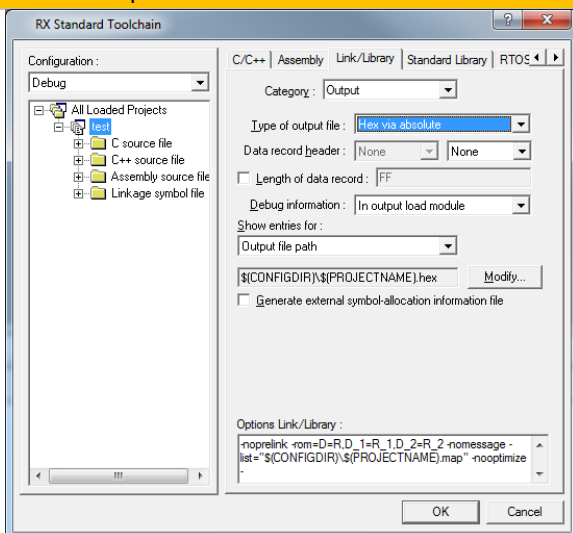 RX Standard Toolchain
Configuration :
Debug
All Loaded Projects
test
C source file
C++ source file
Assembly source file
Linkage symbol file
C/C++ Assembly Link/Library Standard Library RTOS
Category : Output
Type of output file : Hex via absolute
Data record header : None None
Length of data record : FF
Debug information : In output load module
Show entries for :
Output file path
$(CONFIGDIR)\$(PROJECTNAME).hex Modify...
Generate external symbol-allocation information file
Options Link/Library :
-noprelink -rom=D=R,D_1=R_1,D_2=R_2 -nomessage -
list="$(CONFIGDIR)\$(PROJECTNAME).map" -nooptimize
-
OK Cancel